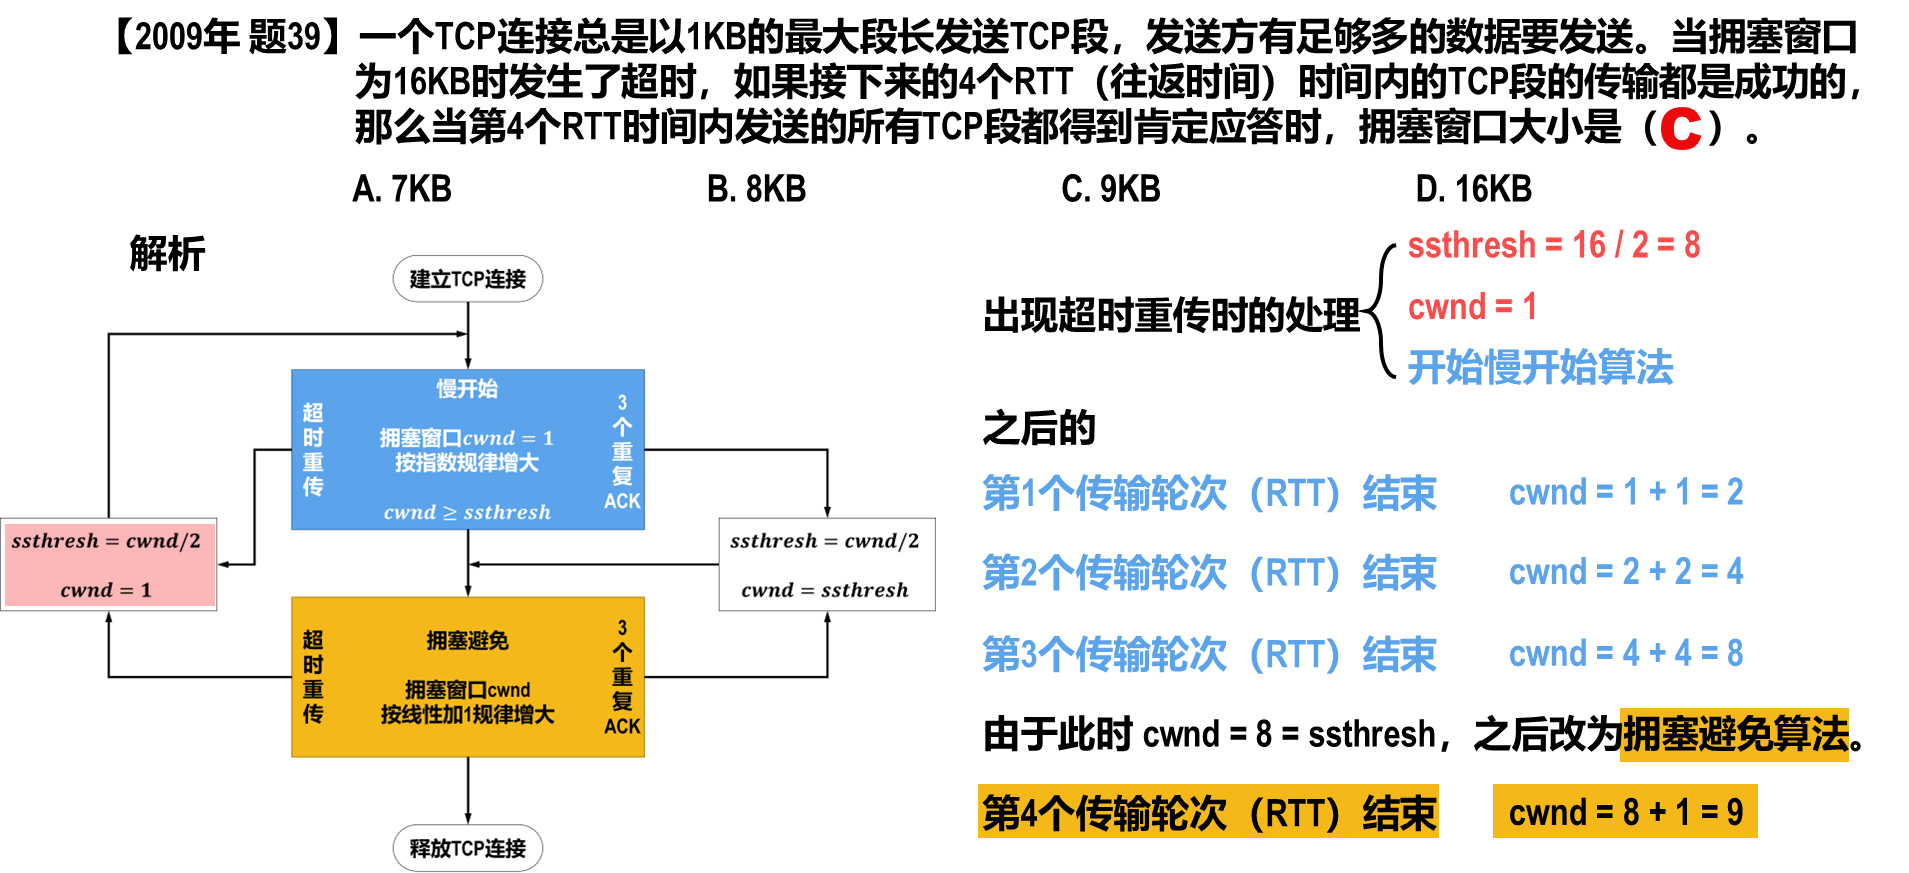 【2009年 题39】一个TCP连接总是以1KB的最大段长发送TCP段，发送方有足够多的数据要发送。当拥塞窗口
为16KB时发生了超时，如果接下来的4个RTT（往返时间）时间内的TCP段的传输都是成功的，
那么当第4个RTT时间内发送的所有TCP段都得到肯定应答时，拥塞窗口大小是（C）。
A. 7KB B. 8KB C. 9KB D. 16KB
解析
建立TCP连接
慢开始
拥塞窗口cwnd = 1
按指数规律增大
cwnd ≥ ssthresh
超时重传
3个重复ACK
ssthresh = cwnd/2
cwnd = 1
ssthresh = cwnd/2
cwnd = ssthresh
拥塞避免
拥塞窗口cwnd
按线性加1规律增大
超时重传
3个重复ACK
释放TCP连接
出现超时重传时的处理
ssthresh = 16 / 2 = 8
cwnd = 1
开始慢开始算法
之后的
第1个传输轮次（RTT）结束 cwnd = 1 + 1 = 2
第2个传输轮次（RTT）结束 cwnd = 2 + 2 = 4
第3个传输轮次（RTT）结束 cwnd = 4 + 4 = 8
由于此时 cwnd = 8 = ssthresh，之后改为拥塞避免算法。
第4个传输轮次（RTT）结束 cwnd = 8 + 1 = 9